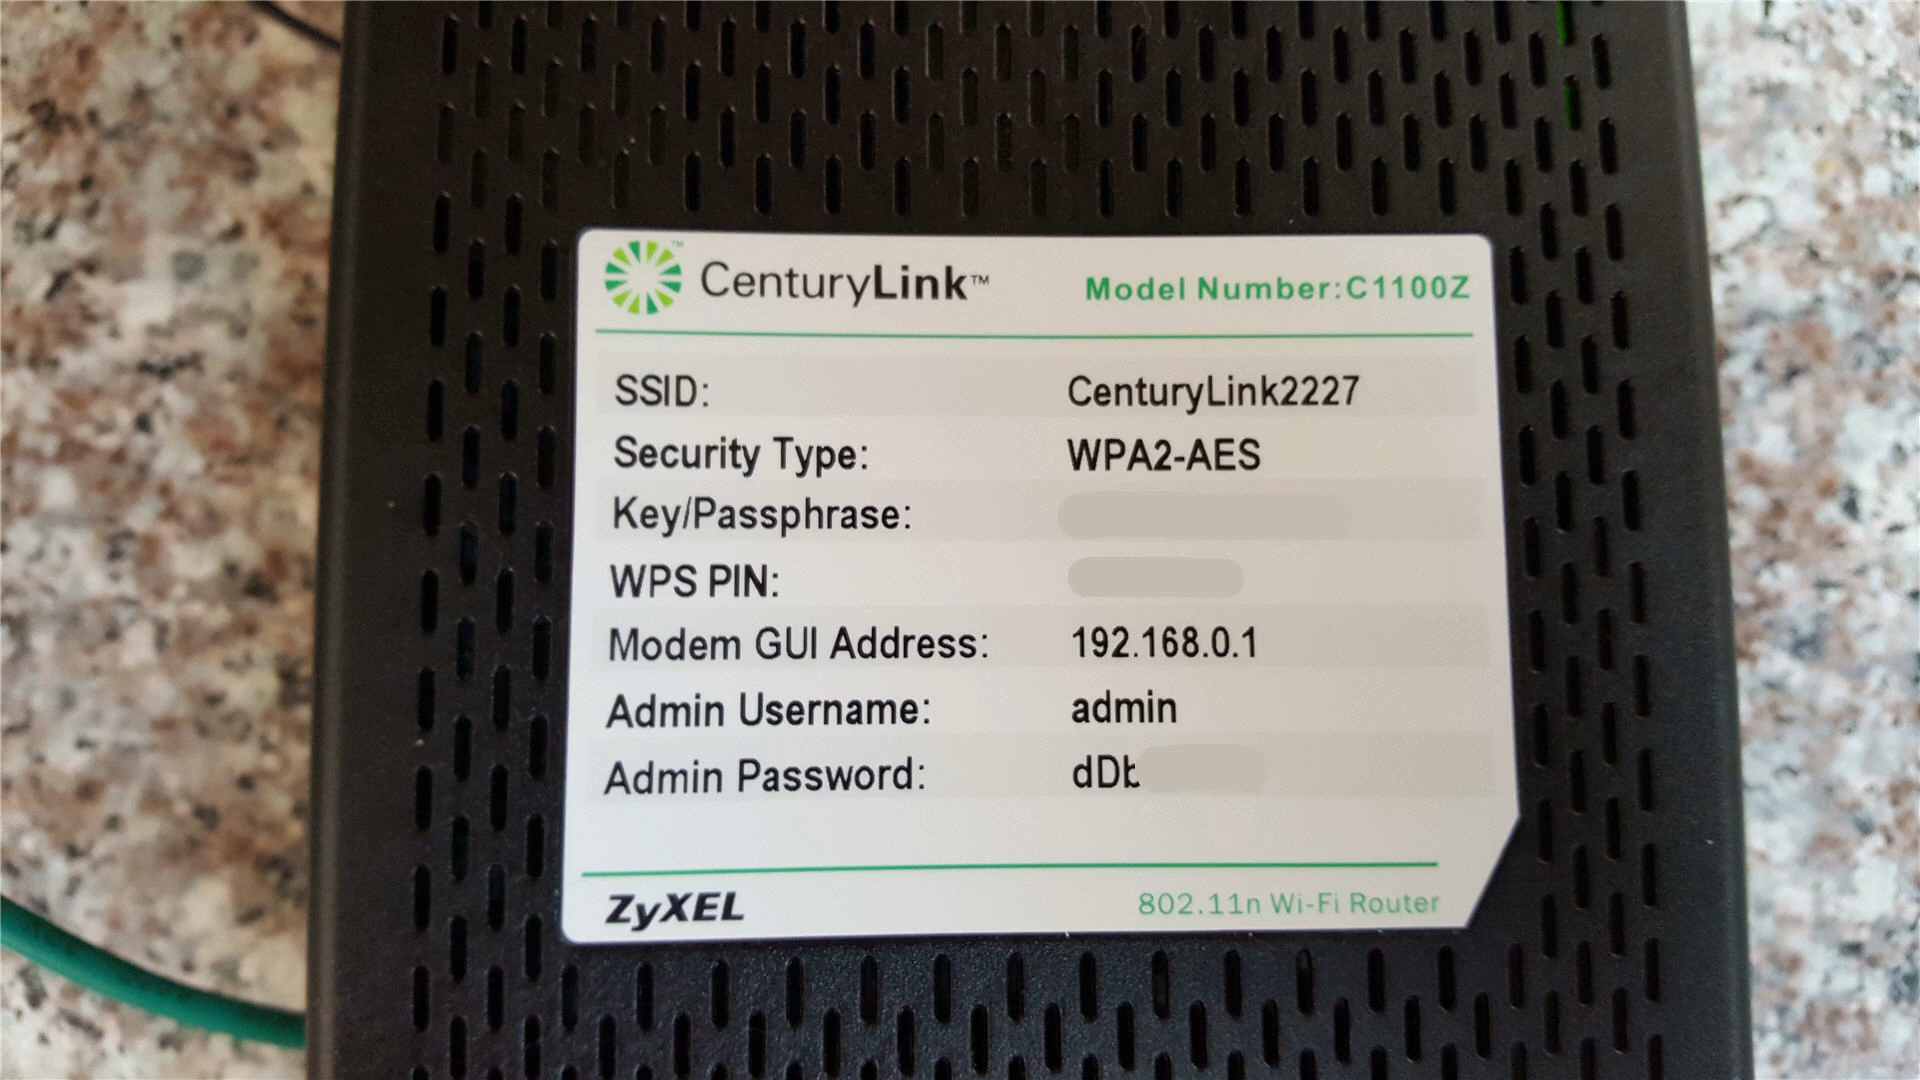 CenturyLink™ Model Number:C1100Z
SSID: CenturyLink2227
Security Type: WPA2-AES
Key/Passphrase:
WPS PIN:
Modem GUI Address: 192.168.0.1
Admin Username: admin
Admin Password:
ZyXEL 802.11n Wi-Fi Router